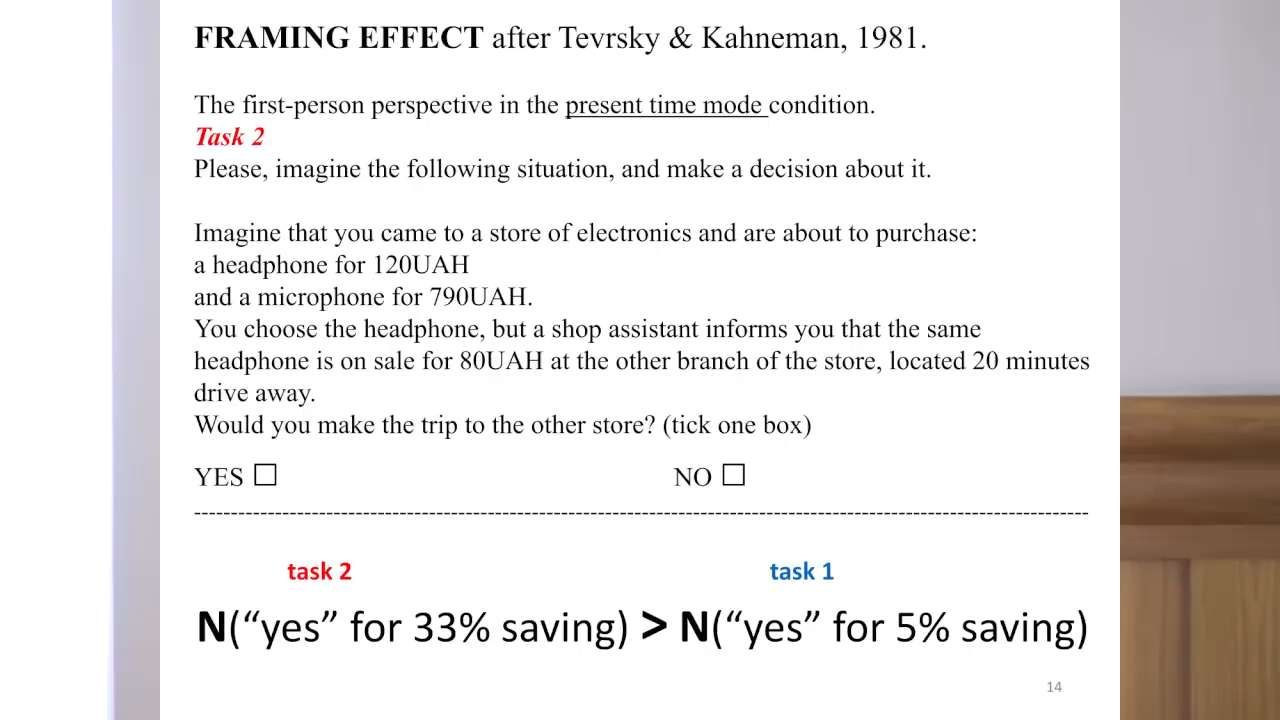 FRAMING EFFECT after Tevrsky & Kahneman, 1981.
The first-person perspective in the present time mode condition.
Task 2
Please, imagine the following situation, and make a decision about it.
Imagine that you came to a store of electronics and are about to purchase:
a headphone for 120UAH
and a microphone for 790UAH.
You choose the headphone, but a shop assistant informs you that the same
headphone is on sale for 80UAH at the other branch of the store, located 20 minutes
drive away.
Would you make the trip to the other store? (tick one box)
YES ☐ NO ☐
--------------------------------------------------------------------------------------------------------------------------
task 2 task 1
N(“yes” for 33% saving) > N(“yes” for 5% saving)
14